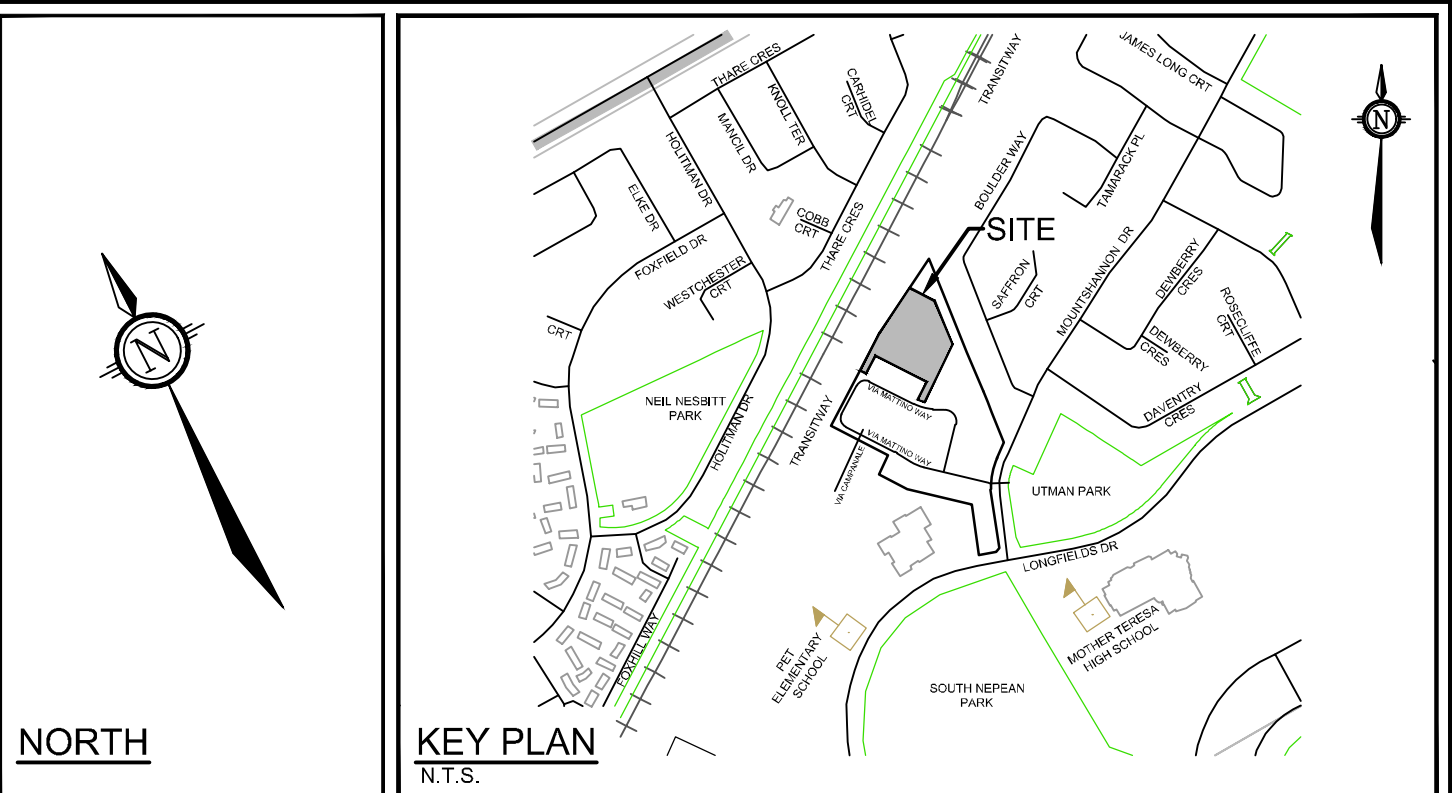 N
NORTH
THARE CRES
KNOLL TER
MANCIL DR
CARHIDEL
CRT
HOLITMAN DR
ELKE DR
COBB
CRT
THARE CRES
FOXFIELD DR
WESTCHESTER
CRT
CRT
NEIL NESBITT
PARK
HOLITMAN DR
TRANSITWAY
JAMES LONG CRT
N
BOULDER WAY
TAMARACK PL
SITE
SAFFRON
CRT
MOUNTSHANNON DR
DEWBERRY
CRES
ROSECLIFFE
CRT
DEWBERRY
CRES
DAVENTRY
CRES
TRANSITWAY
VIA MATTINO WAY
VIA MATTINO WAY
VIA CAMPANALE
UTMAN PARK
LONGFIELDS DR
FOXHILL WAY
PET
ELEMENTARY
SCHOOL
MOTHER TERESA
HIGH SCHOOL
SOUTH NEPEAN
PARK
KEY PLAN
N.T.S.